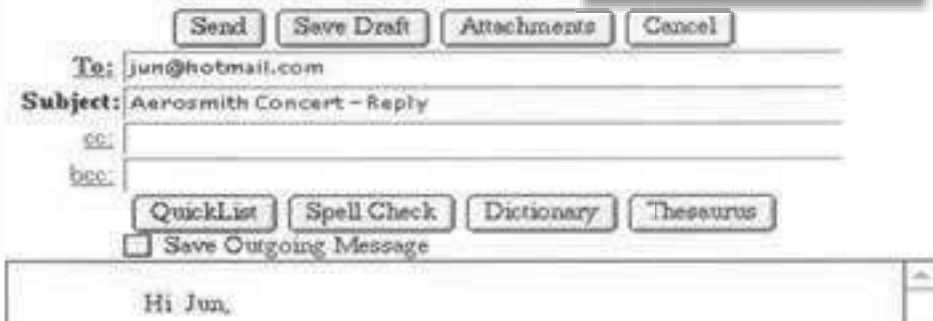 Send Save Draft Attachments Cancel
To: jun@hotmail.com
Subject: Aerosmith Concert - Reply
cc:
bcc:
QuickList Spell Check Dictionary Thesaurus
Save Outgoing Message
Hi Jun,